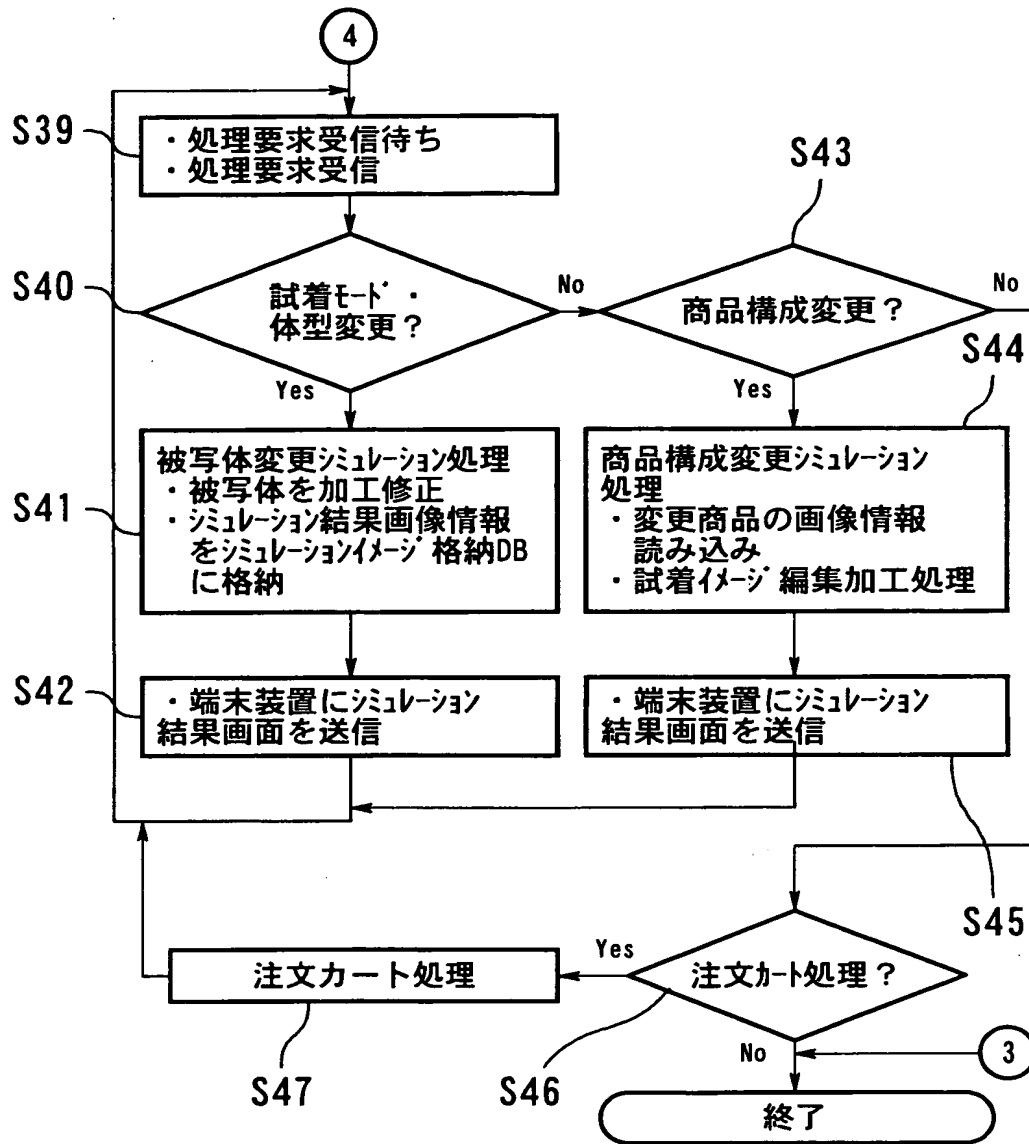 4
S39
・処理要求受信待ち
・処理要求受信
S43
S40
試着モード・
体型変更？
No
商品構成変更？
No
S44
Yes
Yes
S41
被写体変更シミュレーション処理
・被写体を加工修正
・シミュレーション結果画像情報
をシミュレーションイメージ格納DB
に格納
商品構成変更シミュレーション
処理
・変更商品の画像情報
読み込み
・試着イメージ編集加工処理
S42
・端末装置にシミュレーション
結果画面を送信
・端末装置にシミュレーション
結果画面を送信
S45
注文カート処理
Yes
注文カート処理？
S47
S46
No
3
終了